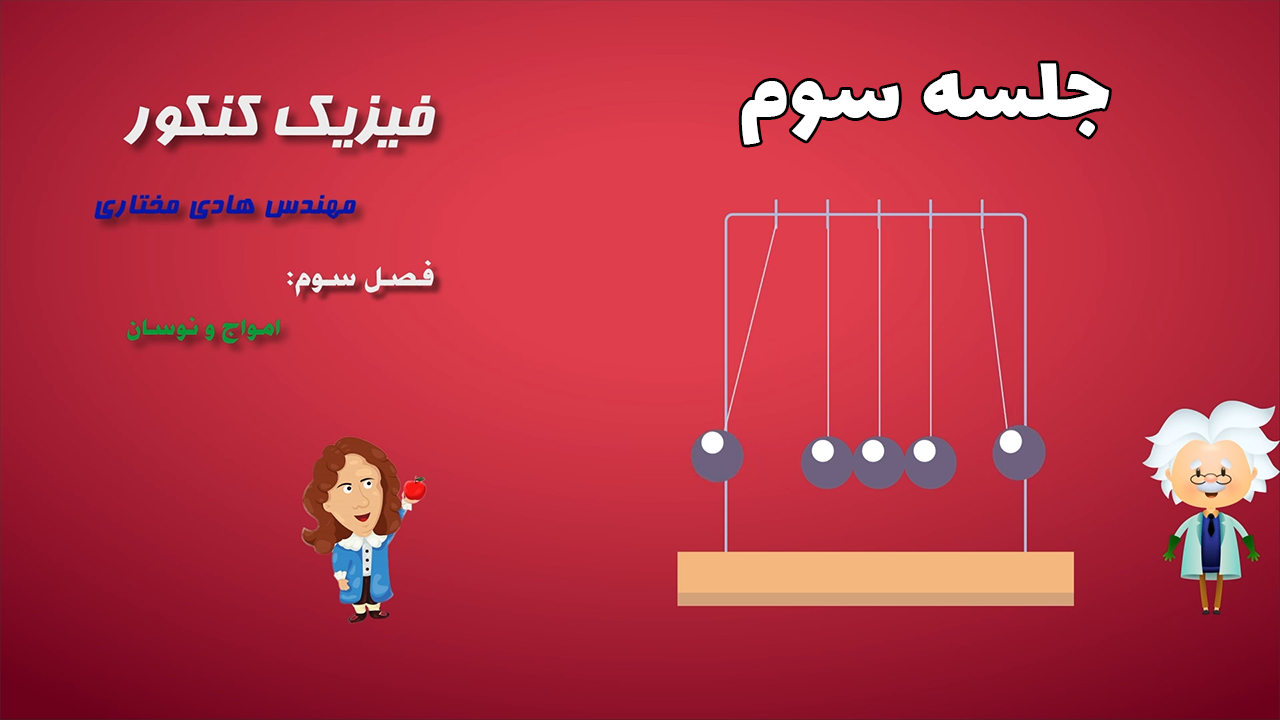 جلسه سوم
فیزیک کنکور
مهندس هادی مختاری
فصل سوم:
امواج و نوسان